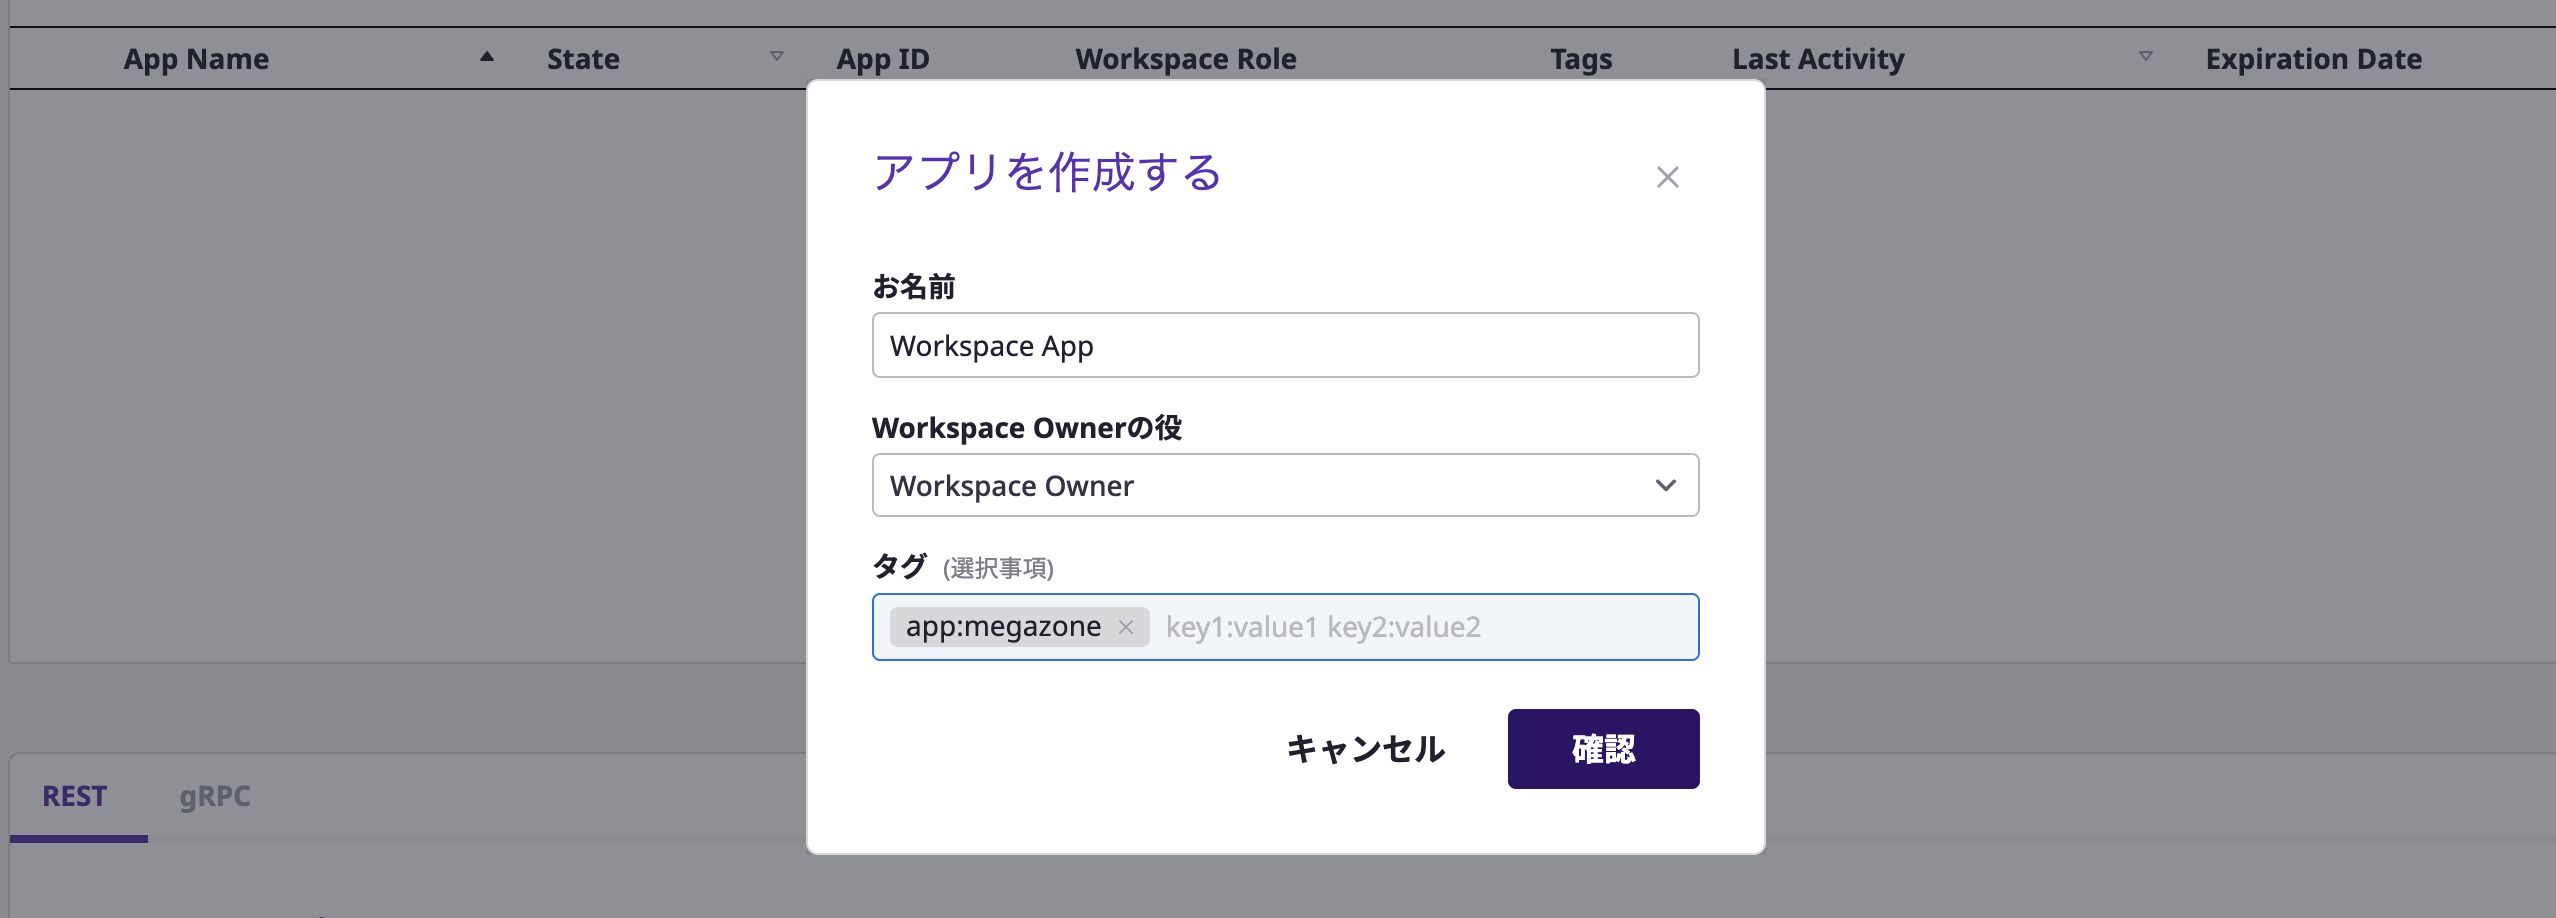 App Name State App ID Workspace Role Tags Last Activity Expiration Date
アプリを作成する
お名前
Workspace App
Workspace Ownerの役
Workspace Owner
タグ (選択事項)
app:megazone key1:value1 key2:value2
キャンセル 確認
REST gRPC